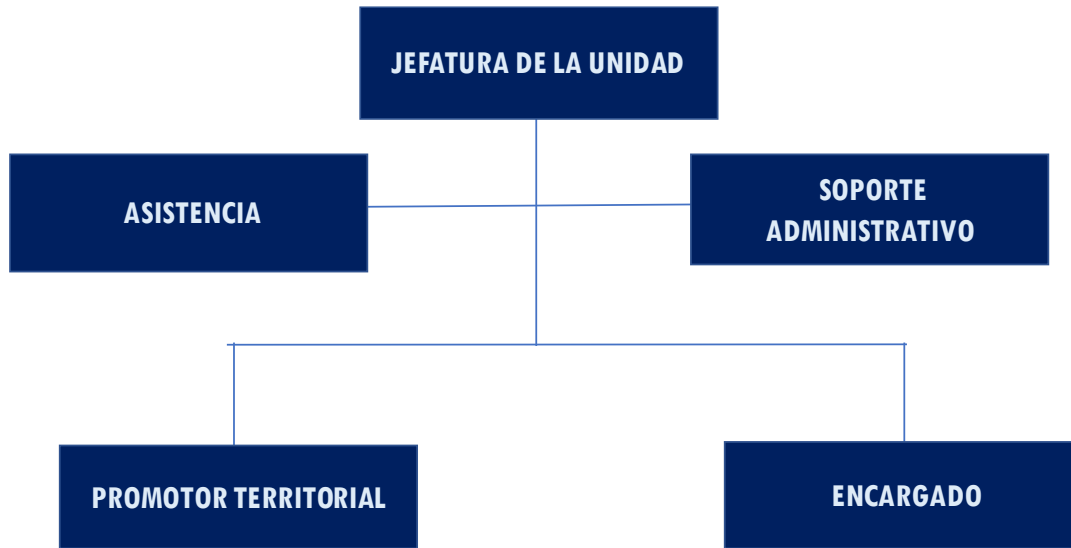 JEFATURA DE LA UNIDAD
ASISTENCIA
SOPORTE
ADMINISTRATIVO
PROMOTOR TERRITORIAL
ENCARGADO